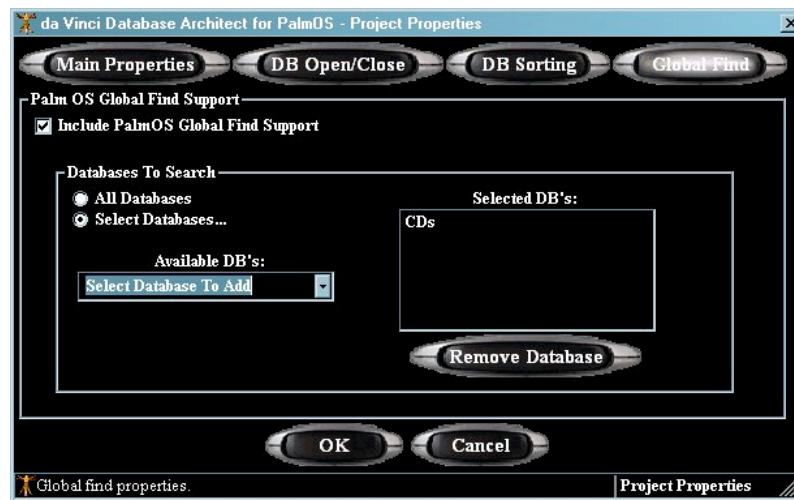 da Vinci Database Architect for PalmOS - Project Properties
Main Properties DB Open/Close DB Sorting Global Find
Palm OS Global Find Support
Include PalmOS Global Find Support
Databases To Search
All Databases
Select Databases...
Available DB's:
Select Database To Add
Selected DB's:
CDs
Remove Database
OK Cancel
Global find properties. Project Properties